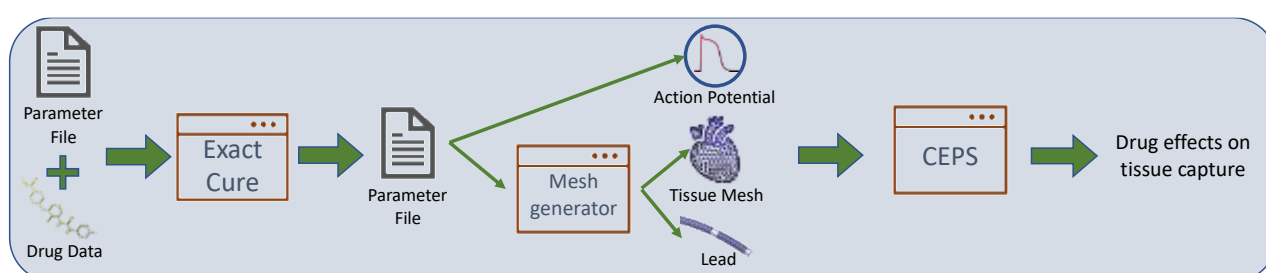 Parameter
File
Drug Data
Exact
Cure
Parameter
File
Mesh
generator
Action Potential
Tissue Mesh
Lead
CEPS
Drug effects on
tissue capture